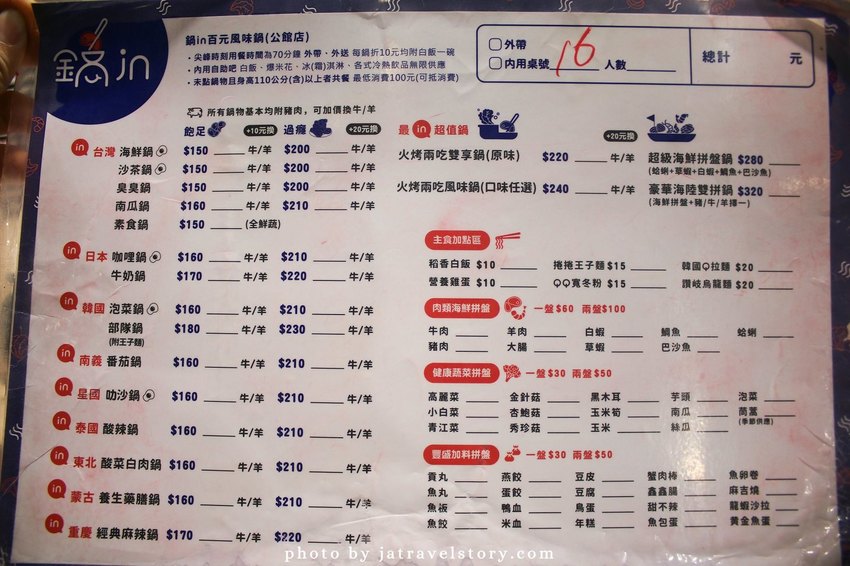 鍋in
鍋in百元風味鍋(公館店)
・尖峰時刻用餐時間為70分鐘 外帶、外送 每鍋折10元均附白飯一碗
・內用自助吧 白飯、爆米花、冰(霜)淇淋、各式冷熱飲品無限供應
・未點鍋物且身高110公分(含)以上者共餐 最低消費100元(可抵消費)
外帶
內用桌號 16 人數
總計 元
所有鍋物基本均附豬肉，可加價換牛/羊
飽足 +10元換 過癮 +20元換
in 台灣 海鮮鍋 $150 牛/羊 $200 牛/羊
沙茶鍋 $150 牛/羊 $200 牛/羊
臭臭鍋 $150 牛/羊 $200 牛/羊
南瓜鍋 $160 牛/羊 $210 牛/羊
素食鍋 $150 (全鮮蔬)
in 日本 咖哩鍋 $160 牛/羊 $210 牛/羊
牛奶鍋 $170 牛/羊 $220 牛/羊
in 韓國 泡菜鍋 $160 牛/羊 $210 牛/羊
部隊鍋 $180 牛/羊 $230 牛/羊
(附王子麵)
in 南義 番茄鍋 $160 牛/羊 $210 牛/羊
in 星國 叻沙鍋 $160 牛/羊 $210 牛/羊
in 泰國 酸辣鍋 $160 牛/羊 $210 牛/羊
in 東北 酸菜白肉鍋 $160 牛/羊 $210 牛/羊
in 蒙古 養生藥膳鍋 $160 牛/羊 $210 牛/羊
in 重慶 經典麻辣鍋 $170 牛/羊 $220 牛/羊
最in超值鍋 +20元換
火烤兩吃雙享鍋(原味) $220 牛/羊
火烤兩吃風味鍋(口味任選) $240 牛/羊
超級海鮮拼盤鍋 $280
(蛤蜊+草蝦+白蝦+鯛魚+巴沙魚)
豪華海陸雙拼鍋 $320
(海鮮拼盤+豬/牛/羊擇一)
主食加點區
稻香白飯 $10 捲捲王子麵 $15 韓國Q拉麵 $20
營養雞蛋 $10 QQ寬冬粉 $15 讚岐烏龍麵 $20
肉類海鮮拼盤 一盤$60 兩盤$100
牛肉 羊肉 白蝦 鯛魚 蛤蜊
豬肉 大腸 草蝦 巴沙魚
健康蔬菜拼盤 一盤$30 兩盤$50
高麗菜 金針菇 黑木耳 芋頭 泡菜
小白菜 杏鮑菇 玉米筍 南瓜 茼蒿
(季節供應)
青江菜 秀珍菇 玉米 絲瓜
豐盛加料拼盤 一盤$30 兩盤$50
貢丸 燕餃 豆皮 蟹肉棒 魚卵卷
魚丸 蛋餃 豆腐 鑫鑫腸 麻吉燒
魚板 鴨血 鳥蛋 甜不辣 龍蝦沙拉
魚餃 米血 年糕 魚包蛋 黃金魚蛋
photo by jatravelstory.com